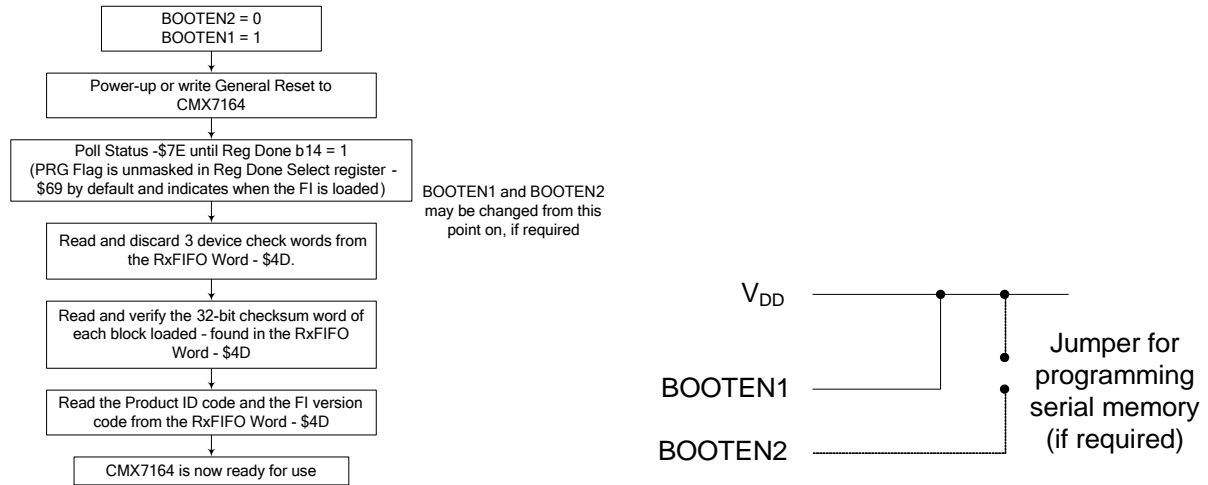 BOOTEN2 = 0
BOOTEN1 = 1
Power-up or write General Reset to
CMX7164
Poll Status -$7E until Reg Done b14 = 1
(PRG Flag is unmasked in Reg Done Select register -
$69 by default and indicates when the FI is loaded)
BOOTEN1 and BOOTEN2
may be changed from this
point on, if required
Read and discard 3 device check words from
the RxFIFO Word - $4D.
Read and verify the 32-bit checksum word of
each block loaded - found in the RxFIFO
Word - $4D
Read the Product ID code and the FI version
code from the RxFIFO Word - $4D
CMX7164 is now ready for use
VDD
BOOTEN1
BOOTEN2
Jumper for
programming
serial memory
(if required)